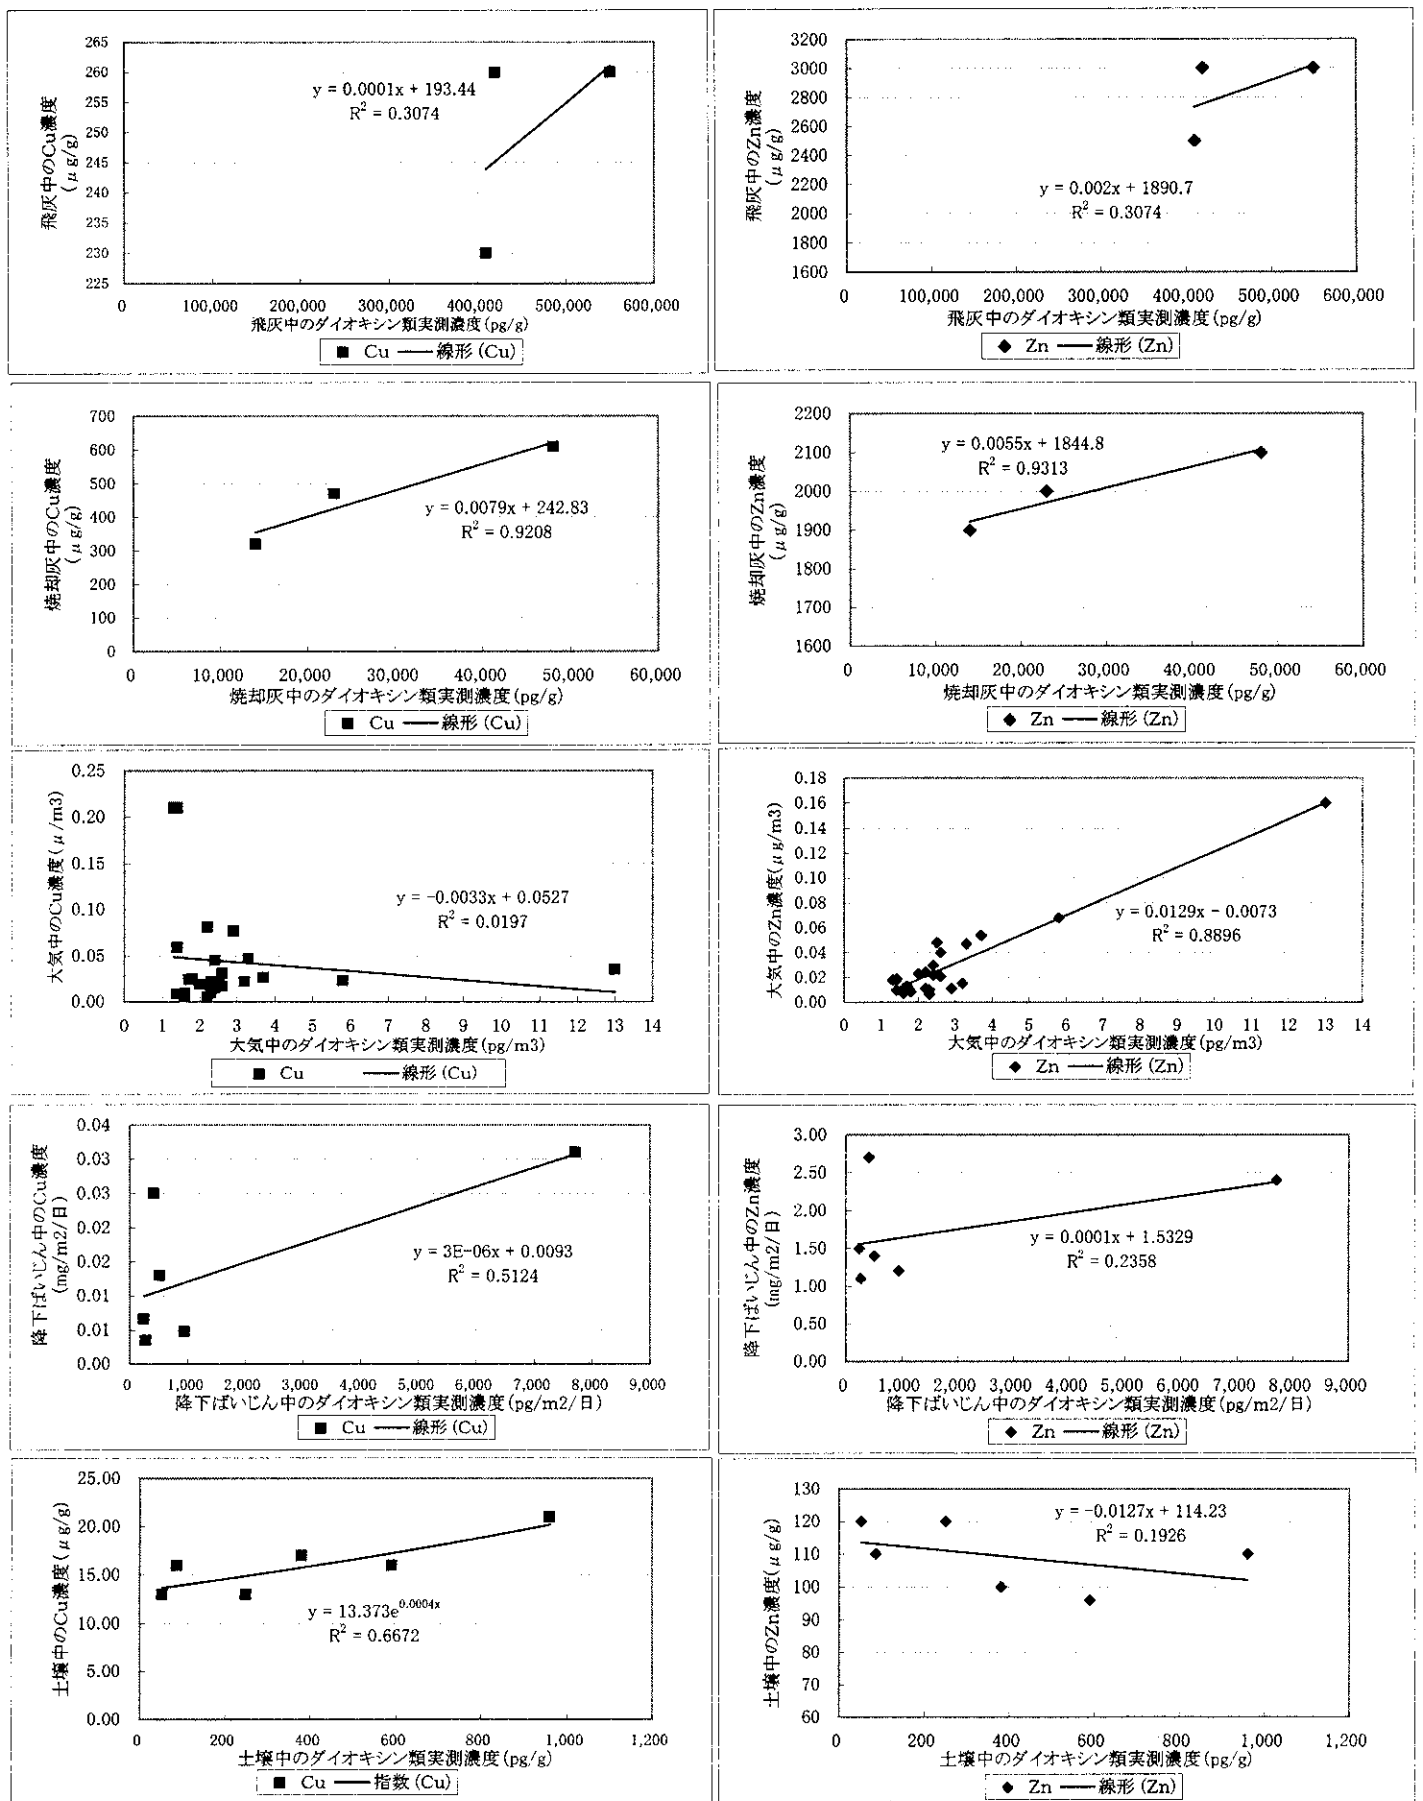 265
260
255
250
245
240
235
230
225
飛灰中のCu濃度
(μg/g)
y = 0.0001x + 193.44
R² = 0.3074
0 100,000 200,000 300,000 400,000 500,000 600,000
飛灰中のダイオキシン類実測濃度(pg/g)
■ Cu ―線形(Cu)
3200
3000
2800
2600
2400
2200
2000
1800
1600
飛灰中のZn濃度
(μg/g)
y = 0.002x + 1890.7
R² = 0.3074
0 100,000 200,000 300,000 400,000 500,000 600,000
飛灰中のダイオキシン類実測濃度(pg/g)
◆ Zn ―線形(Zn)
700
600
500
400
300
200
100
0
焼却灰中のCu濃度
(μg/g)
y = 0.0079x + 242.83
R² = 0.9208
0 10,000 20,000 30,000 40,000 50,000 60,000
焼却灰中のダイオキシン類実測濃度(pg/g)
■ Cu ―線形(Cu)
2200
2100
2000
1900
1800
1700
1600
焼却灰中のZn濃度
(μg/g)
y = 0.0055x + 1844.8
R² = 0.9313
0 10,000 20,000 30,000 40,000 50,000 60,000
焼却灰中のダイオキシン類実測濃度(pg/g)
◆ Zn ―線形(Zn)
0.25
0.20
0.15
0.10
0.05
0.00
大気中のCu濃度(μ/m3)
y = -0.0033x + 0.0527
R² = 0.0197
0 1 2 3 4 5 6 7 8 9 10 11 12 13 14
大気中のダイオキシン類実測濃度(pg/m3)
■ Cu ―線形(Cu)
0.18
0.16
0.14
0.12
0.10
0.08
0.06
0.04
0.02
0.00
大気中のZn濃度(μg/m3)
y = 0.0129x - 0.0073
R² = 0.8896
0 1 2 3 4 5 6 7 8 9 10 11 12 13 14
大気中のダイオキシン類実測濃度(pg/m3)
◆ Zn ―線形(Zn)
0.04
0.03
0.03
0.02
0.02
0.01
0.01
0.00
降下ばいじん中のCu濃度
(mg/m2/日)
y = 3E-06x + 0.0093
R² = 0.5124
0 1,000 2,000 3,000 4,000 5,000 6,000 7,000 8,000 9,000
降下ばいじん中のダイオキシン類実測濃度(pg/m2/日)
■ Cu ―線形(Cu)
3.00
2.50
2.00
1.50
1.00
0.50
0.00
降下ばいじん中のZn濃度
(mg/m2/日)
y = 0.0001x + 1.5329
R² = 0.2358
0 1,000 2,000 3,000 4,000 5,000 6,000 7,000 8,000 9,000
降下ばいじん中のダイオキシン類実測濃度(pg/m2/日)
◆ Zn ―線形(Zn)
25.00
20.00
15.00
10.00
5.00
0.00
土壌中のCu濃度(μg/g)
y = 13.373e^0.0004x
R² = 0.6672
0 200 400 600 800 1,000 1,200
土壌中のダイオキシン類実測濃度(pg/g)
■ Cu ―指数(Cu)
130
120
110
100
90
80
70
60
土壌中のZn濃度(μg/g)
y = -0.0127x + 114.23
R² = 0.1926
0 200 400 600 800 1,000 1,200
土壌中のダイオキシン類実測濃度(pg/g)
◆ Zn ―線形(Zn)